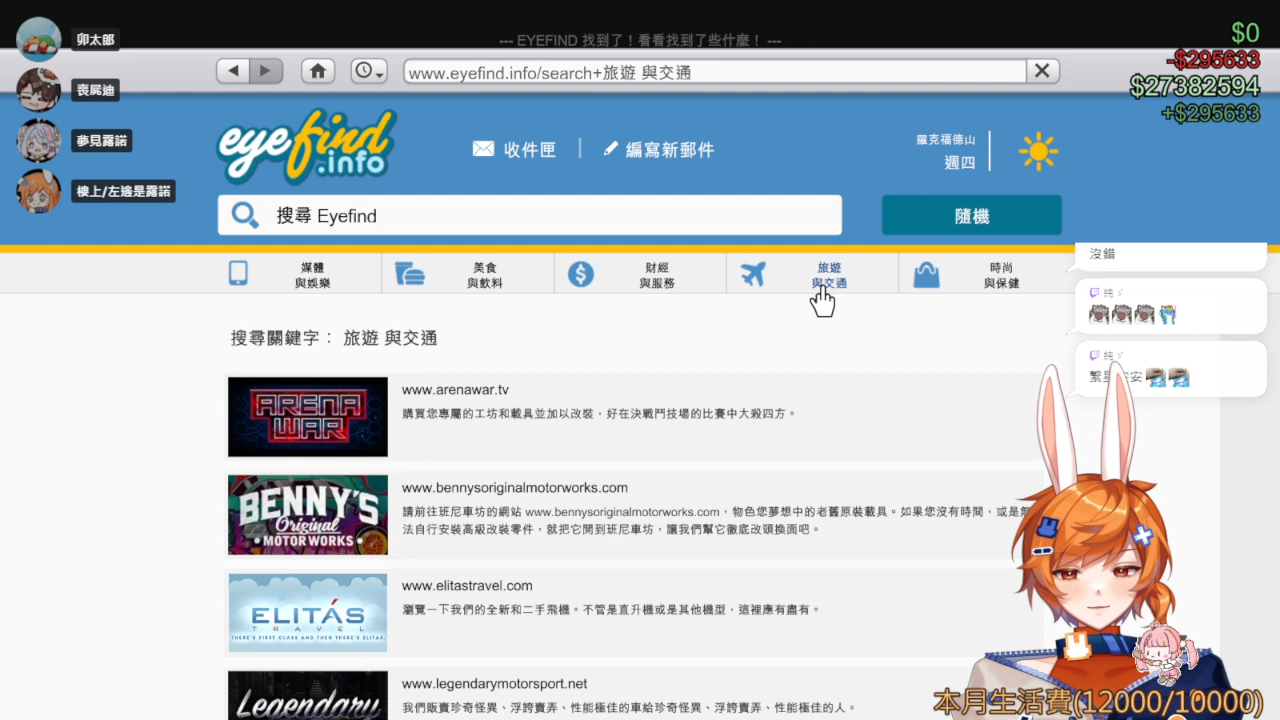 卯太郎
喪屍迪
夢見露諾
樓上/左邊是露諾
--- EYEFIND 找到了！看看找到了些什麼！ ---
www.eyefind.info/search+旅遊 與交通
$0
-$295633
$27382594
+$295633
eyefind
.info
收件匣
編寫新郵件
羅克福德山
週四
搜尋 Eyefind
隨機
媒體
與娛樂
美食
與飲料
財經
與服務
旅遊
與交通
時尚
與保健
沒錯
純ゞ
純ゞ
安安
搜尋關鍵字： 旅遊 與交通
ARENA
WAR
www.arenawar.tv
購買您專屬的工坊和載具並加以改裝，好在決戰鬥技場的比賽中大殺四方。
BENNY'S
Original
MOTOR WORKS
www.bennysoriginalmotorworks.com
請前往班尼車坊的網站 www.bennysoriginalmotorworks.com，物色您夢想中的老舊原裝載具。如果您沒有時間，或是無
法自行安裝高級改裝零件，就把它開到班尼車坊，讓我們幫它徹底改頭換面吧。
ELITÁS
TRAVEL
THERE'S FIRST CLASS AND THEN THERE'S ELITAS
www.elitastravel.com
瀏覽一下我們的全新和二手飛機。不管是直升機或是其他機型，這裡應有盡有。
Legendary
www.legendarymotorsport.net
我們販賣珍奇怪異、浮誇賣弄、性能極佳的車給珍奇怪異、浮誇賣弄、性能極佳的人。
本月生活費(12000/10000)